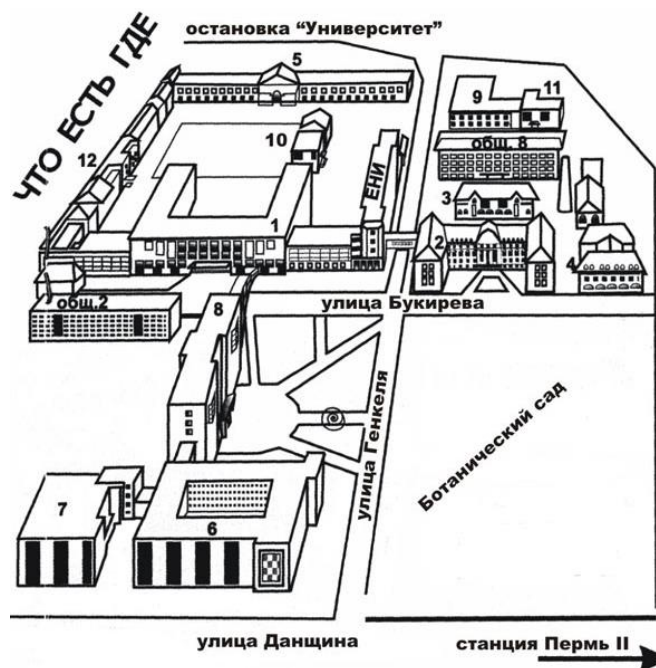 остановка “Университет”
ЧТО ЕСТЬ ГДЕ
5
9
11
10
общ. 8
12
ЕНИ
3
1
2
4
общ.2
8
улица Букирева
улица Генкеля
Ботанический сад
7
6
улица Данщина
станция Пермь II